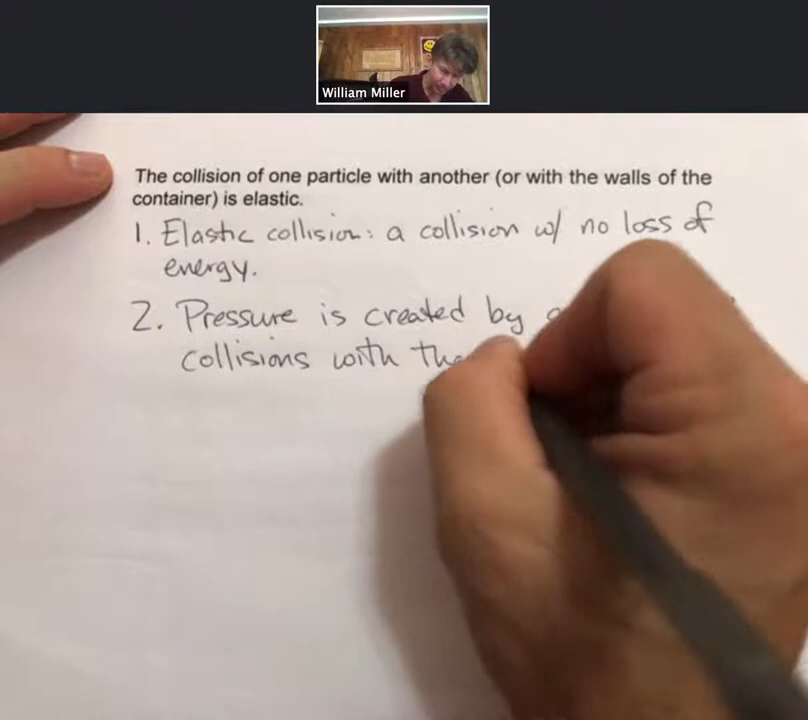 William Miller
The collision of one particle with another (or with the walls of the
container) is elastic.
1. Elastic collision: a collision w/ no loss of
energy.
2. Pressure is created by
collisions with the